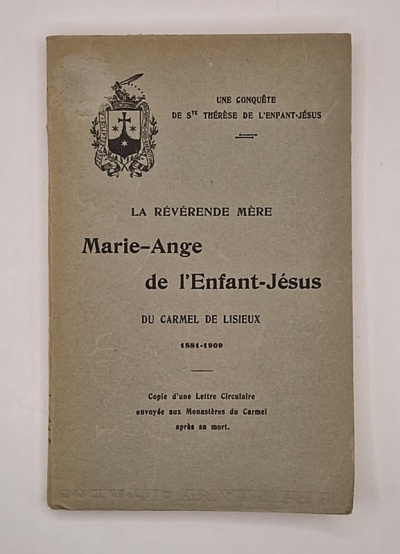 UNE CONQUÊTE
DE STE THÉRÈSE DE L'ENFANT-JÉSUS
LA RÉVÉRENDE MÈRE
Marie-Ange
de l'Enfant-Jésus
DU CARMEL DE LISIEUX
1881-1909
Copie d'une Lettre Circulaire
envoyée aux Monastères du Carmel
après sa mort.